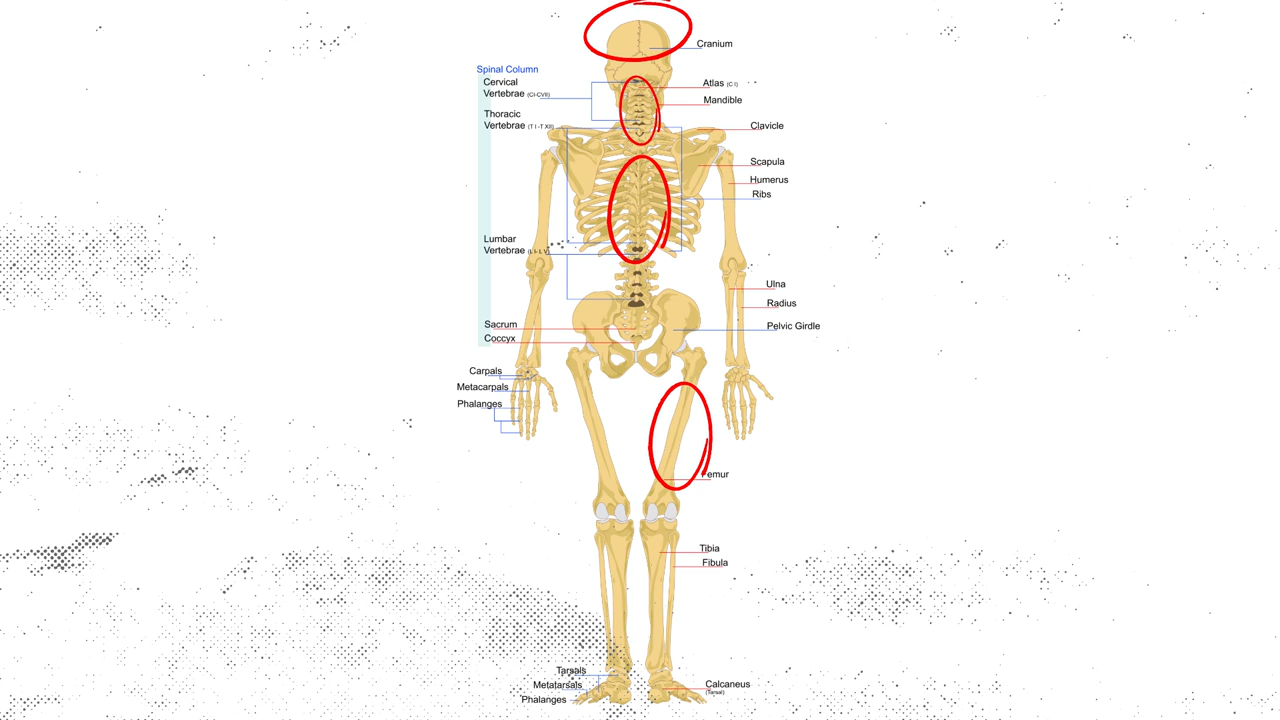 Cranium
Spinal Column
Cervical
Vertebrae (CI-CVII)
Atlas (C I)
Mandible
Thoracic
Vertebrae (T I -T XII)
Clavicle
Scapula
Humerus
Ribs
Lumbar
Vertebrae (L I- L V)
Ulna
Radius
Sacrum
Pelvic Girdle
Coccyx
Carpals
Metacarpals
Phalanges
Femur
Tibia
Fibula
Tarsals
Metatarsals
Phalanges
Calcaneus
(Tarsal)